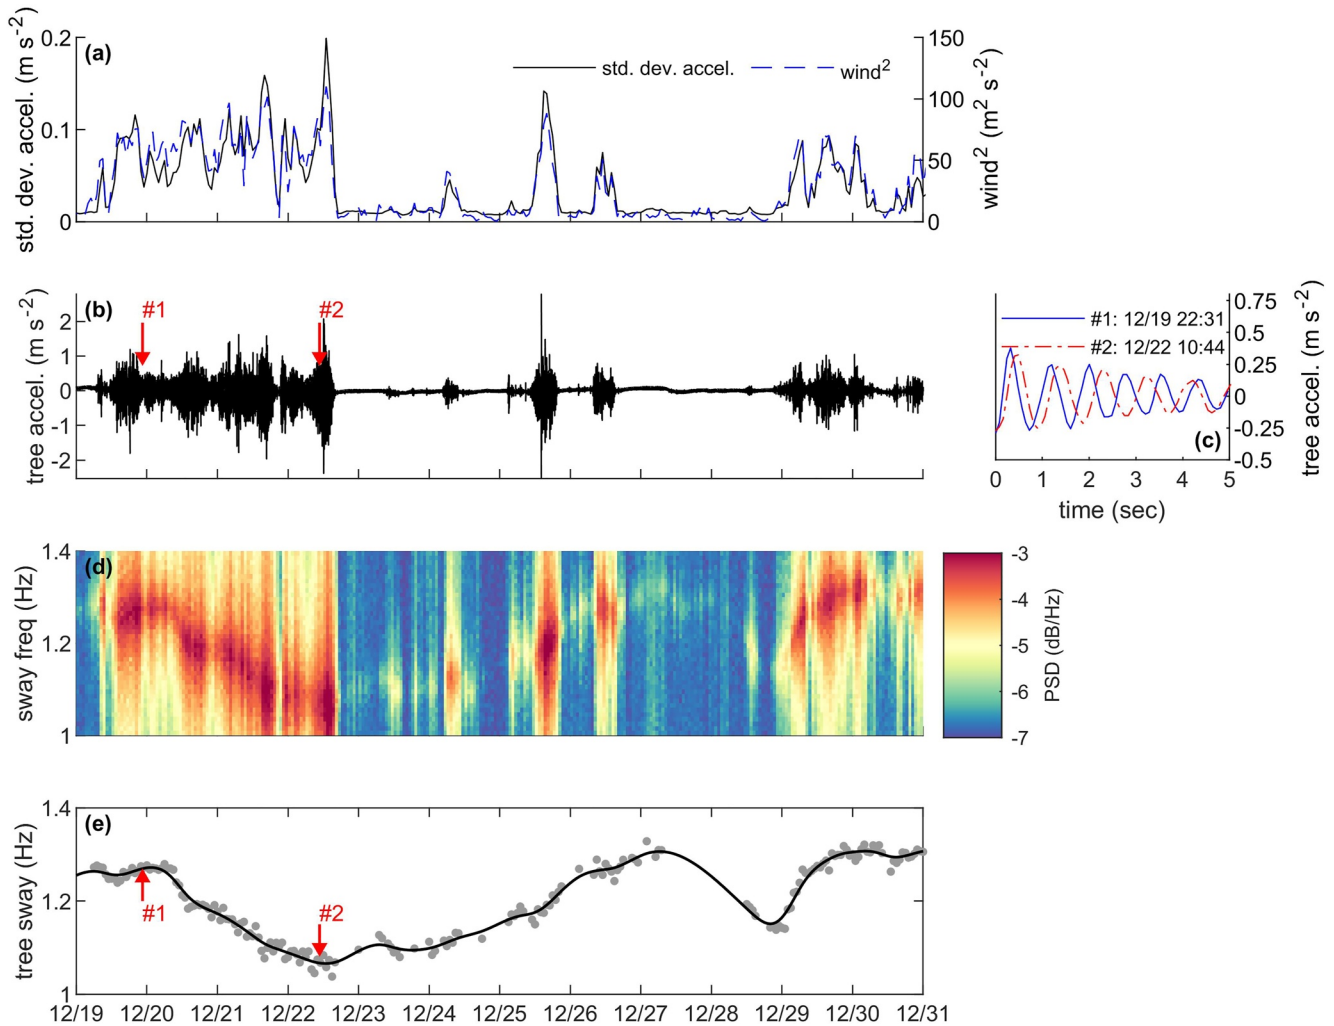 (a)
std. dev. accel. (m s-2)
0.2
0.1
0
std. dev. accel.
wind2
150
100
50
0
wind2 (m2 s-2)
(b)
tree accel. (m s-2)
2
1
0
-1
-2
#1
#2
#1: 12/19 22:31
#2: 12/22 10:44
(c)
0.75
0.5
0.25
0
-0.25
-0.5
tree accel. (m s-2)
0 1 2 3 4 5
time (sec)
(d)
sway freq (Hz)
1.4
1.2
1
-3
-4
-5
-6
-7
PSD (dB/Hz)
(e)
tree sway (Hz)
1.4
1.2
1
#1
#2
12/19 12/20 12/21 12/22 12/23 12/24 12/25 12/26 12/27 12/28 12/29 12/30 12/31